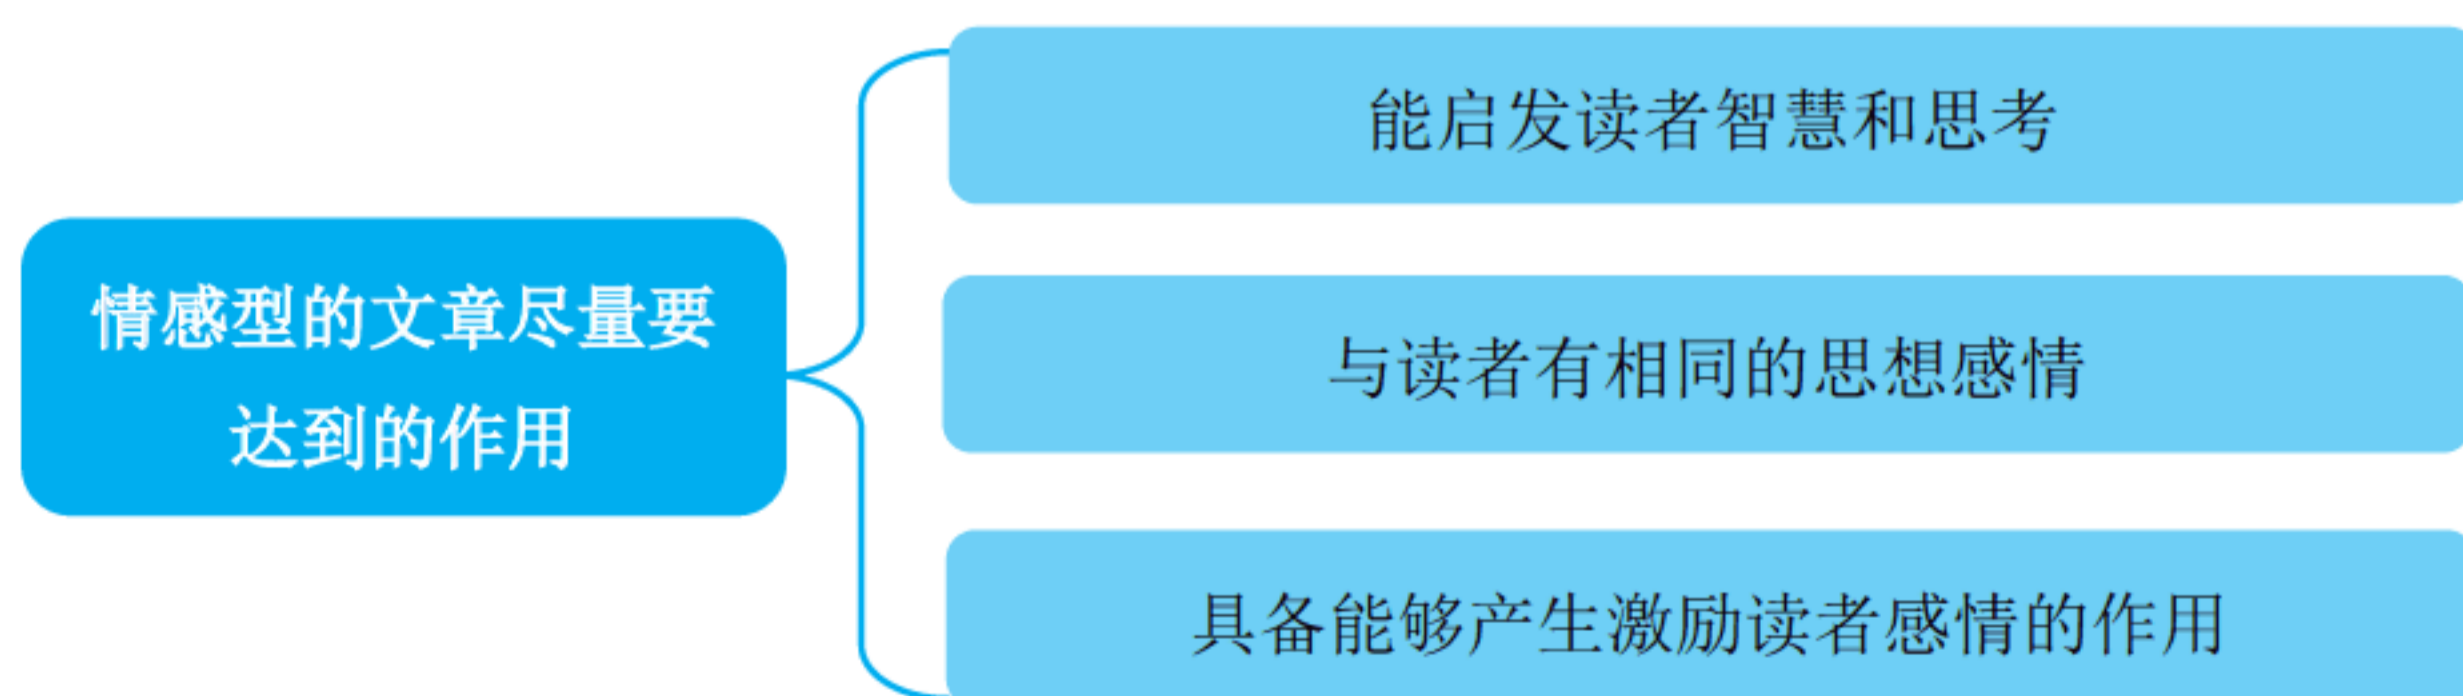 情感型的文章尽量要
达到的作用
能启发读者智慧和思考
与读者有相同的思想感情
具备能够产生激励读者感情的作用